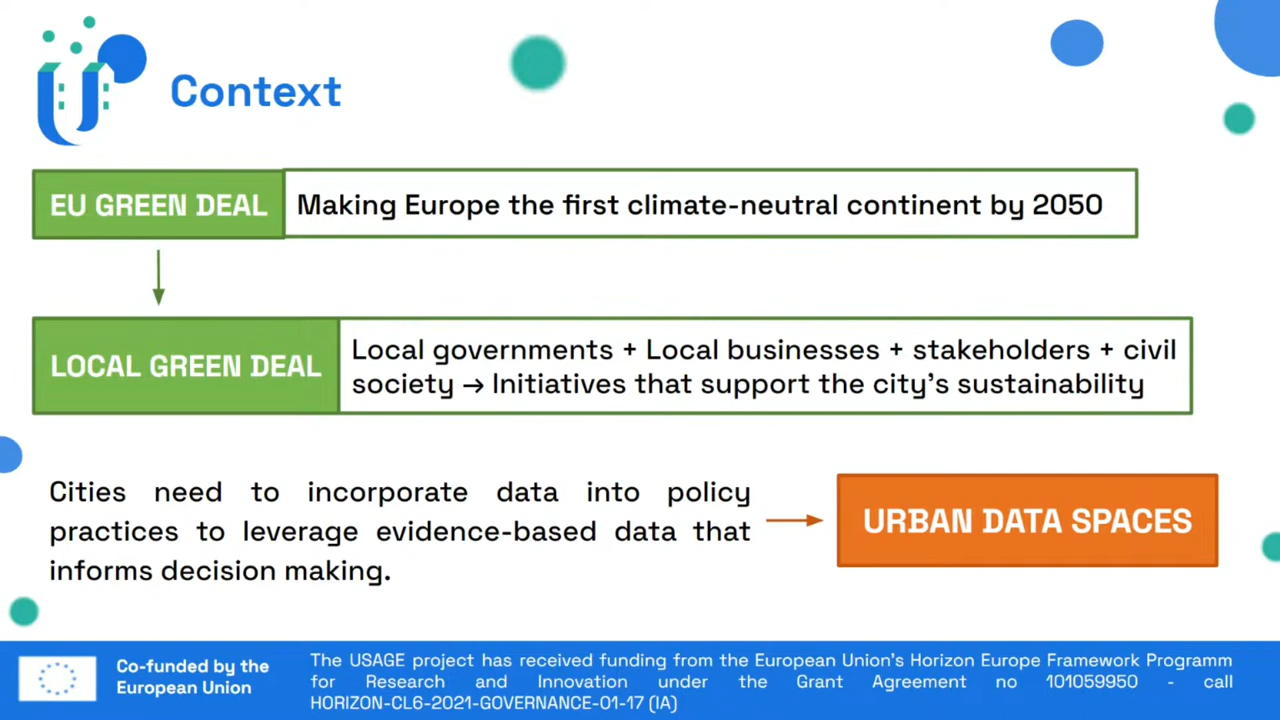 Context
EU GREEN DEAL
Making Europe the first climate-neutral continent by 2050
LOCAL GREEN DEAL
Local governments + Local businesses + stakeholders + civil
society → Initiatives that support the city's sustainability
Cities need to incorporate data into policy
practices to leverage evidence-based data that
informs decision making.
URBAN DATA SPACES
Co-funded by the
European Union
The USAGE project has received funding from the European Union's Horizon Europe Framework Programm
for Research and Innovation under the Grant Agreement no 101059950 - call
HORIZON-CL6-2021-GOVERNANCE-01-17 (IA)